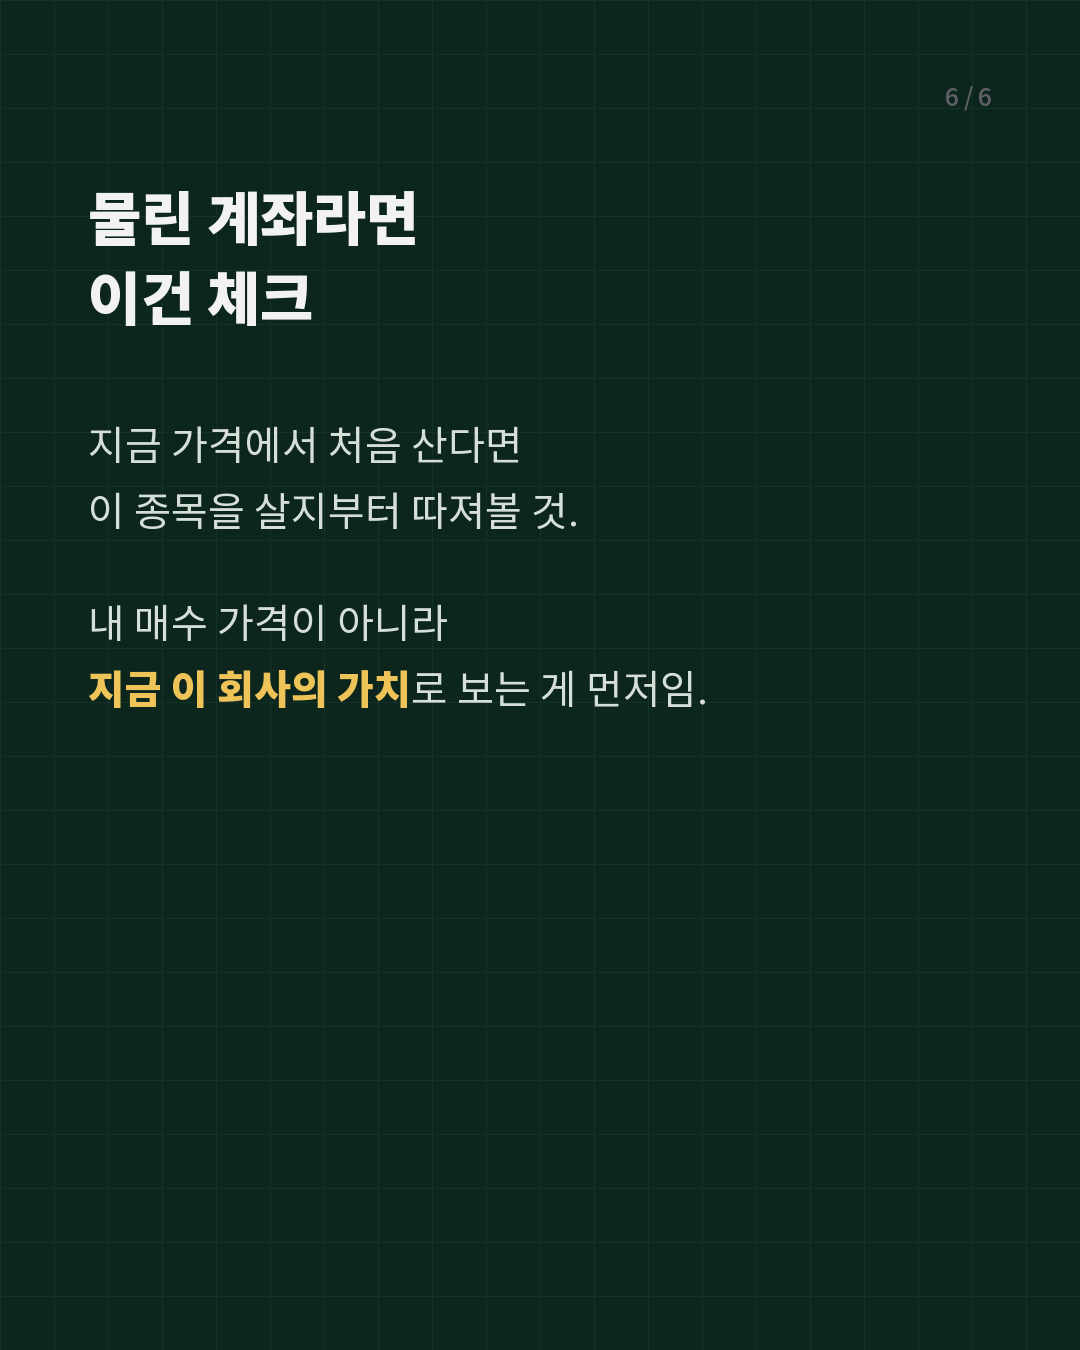 6 / 6
물린 계좌라면
이건 체크
지금 가격에서 처음 산다면
이 종목을 살지부터 따져볼 것.
내 매수 가격이 아니라
지금 이 회사의 가치로 보는 게 먼저임.